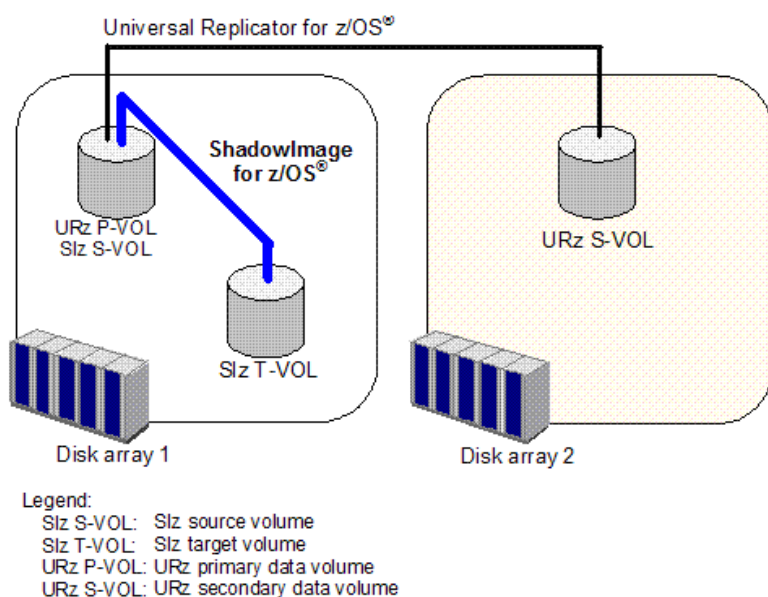 Universal Replicator for z/OS®
ShadowImage
for z/OS®
URz P-VOL
SIz S-VOL
URz S-VOL
SIz T-VOL
Disk array 1
Disk array 2
Legend:
SIz S-VOL: SIz source volume
SIz T-VOL: SIz target volume
URz P-VOL: URz primary data volume
URz S-VOL: URz secondary data volume